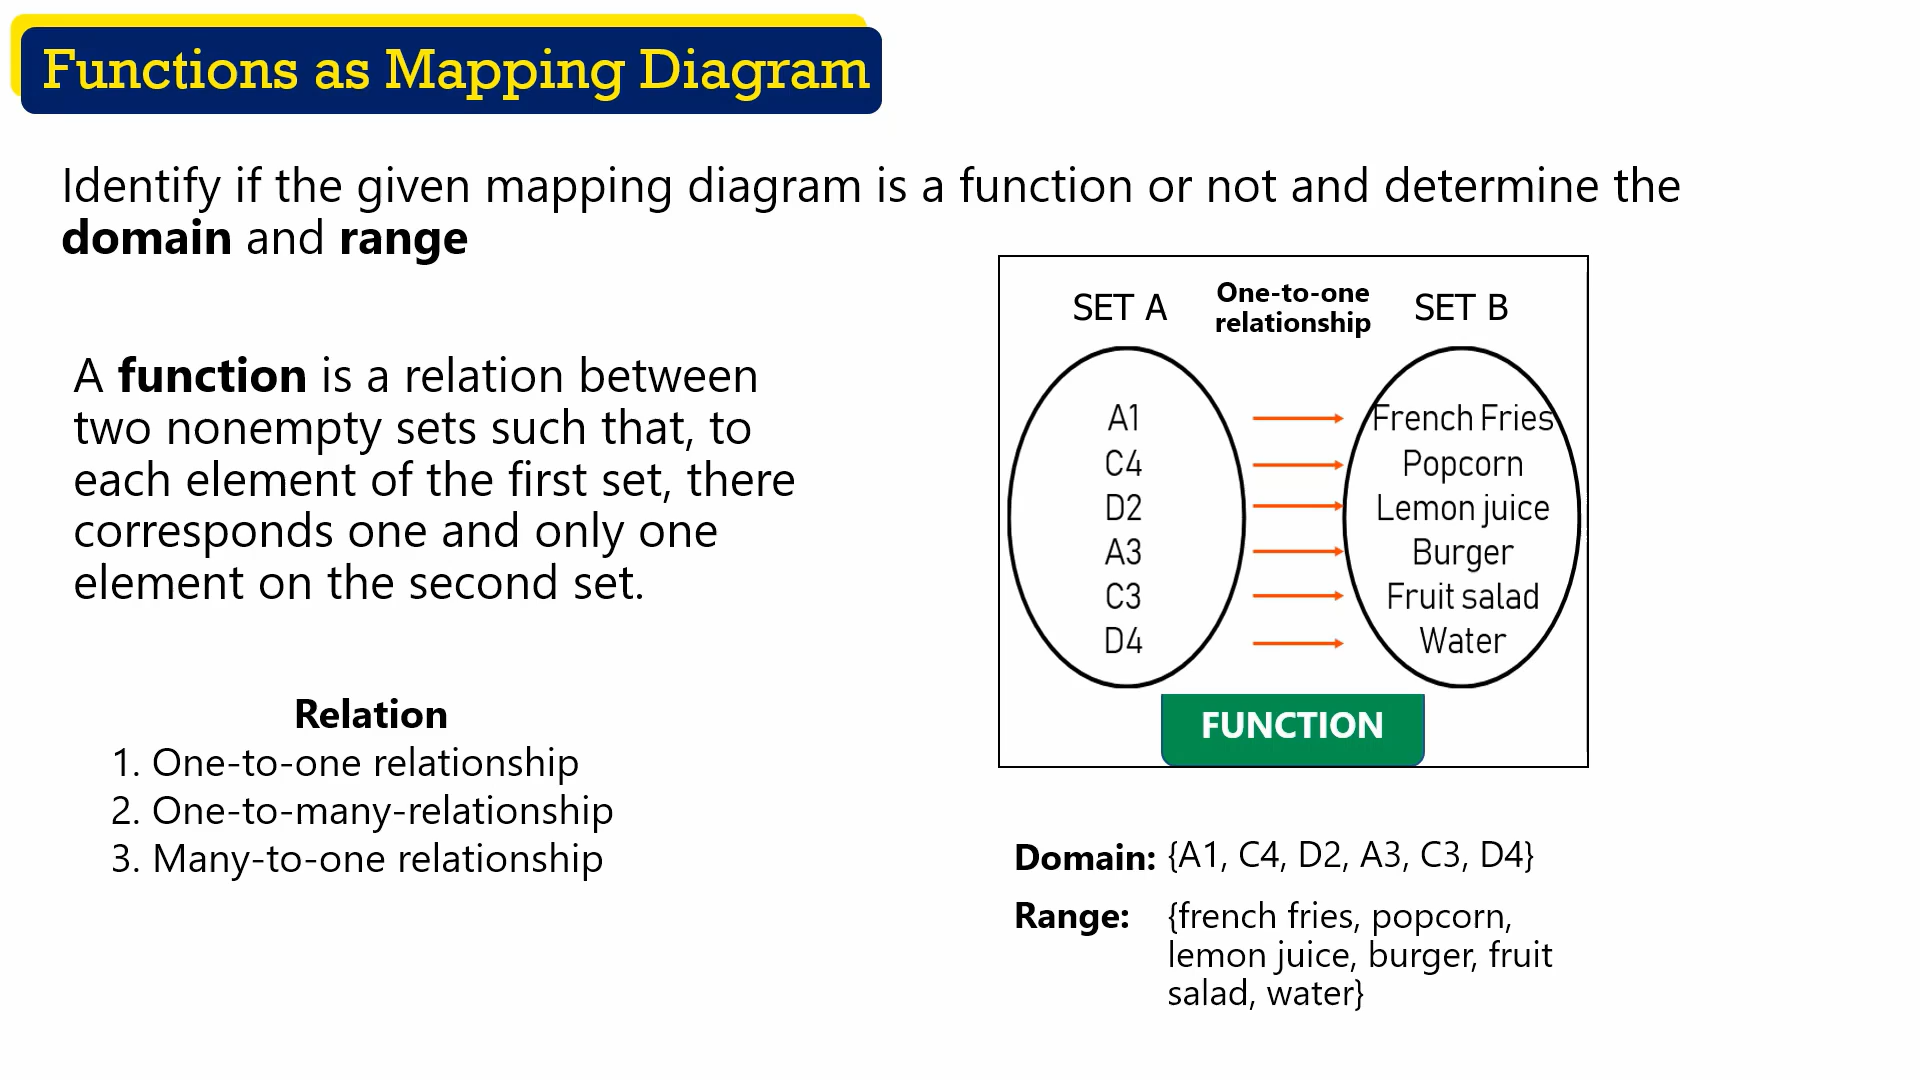 Functions as Mapping Diagram
Identify if the given mapping diagram is a function or not and determine the
domain and range
A function is a relation between
two nonempty sets such that, to
each element of the first set, there
corresponds one and only one
element on the second set.
Relation
1. One-to-one relationship
2. One-to-many-relationship
3. Many-to-one relationship
SET A
One-to-one
relationship
SET B
A1 French Fries
C4 Popcorn
D2 Lemon juice
A3 Burger
C3 Fruit salad
D4 Water
FUNCTION
Domain: {A1, C4, D2, A3, C3, D4}
Range: {french fries, popcorn,
lemon juice, burger, fruit
salad, water}